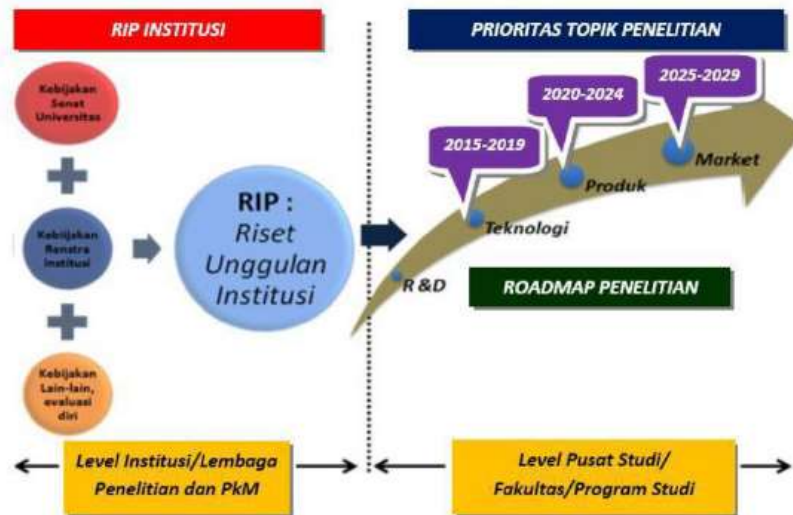 RIP INSTITUSI
PRIORITAS TOPIK PENELITIAN
Kebijakan
Senat
Universitas
Kebiijakan
Renstra
institusi
Kebijakan
Lain-lain,
evaluasi
diri
RIP :
Riset
Unggulan
Institusi
2015-2019
2020-2024
2025-2029
R &D
Teknologi
Produk
Market
ROADMAP PENELITIAN
Level Institusi/Lembaga
Penelitian dan PkM
Level Pusat Studi/
Fakultas/Program Studi